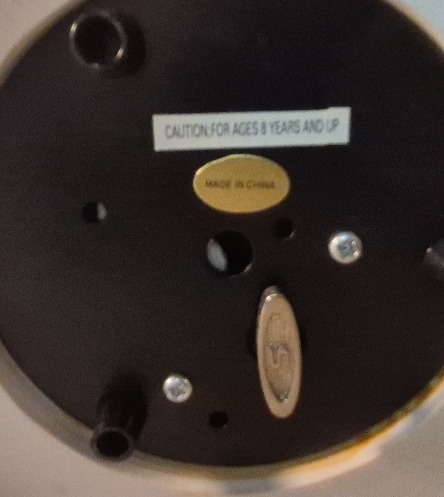 CAUTION:FOR AGES 8 YEARS AND UP
MADE IN CHINA